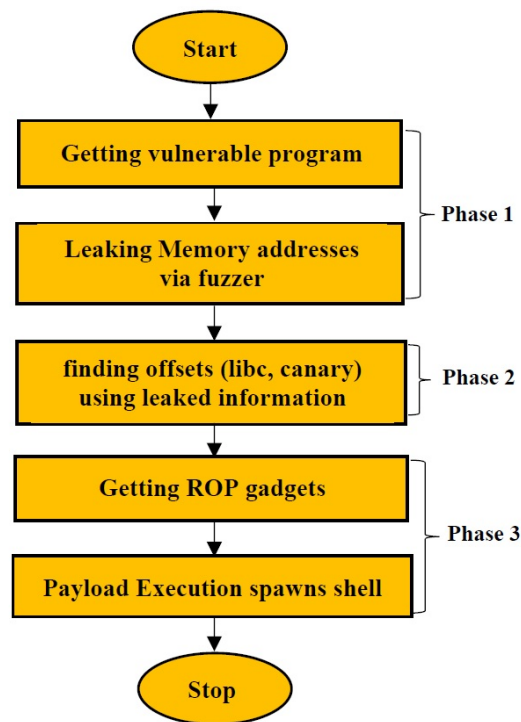 Start
Getting vulnerable program
Phase 1
Leaking Memory addresses
via fuzzer
finding offsets (libc, canary)
using leaked information
Phase 2
Getting ROP gadgets
Phase 3
Payload Execution spawns shell
Stop